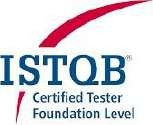 ISTQB®
Certified Tester
Foundation Level